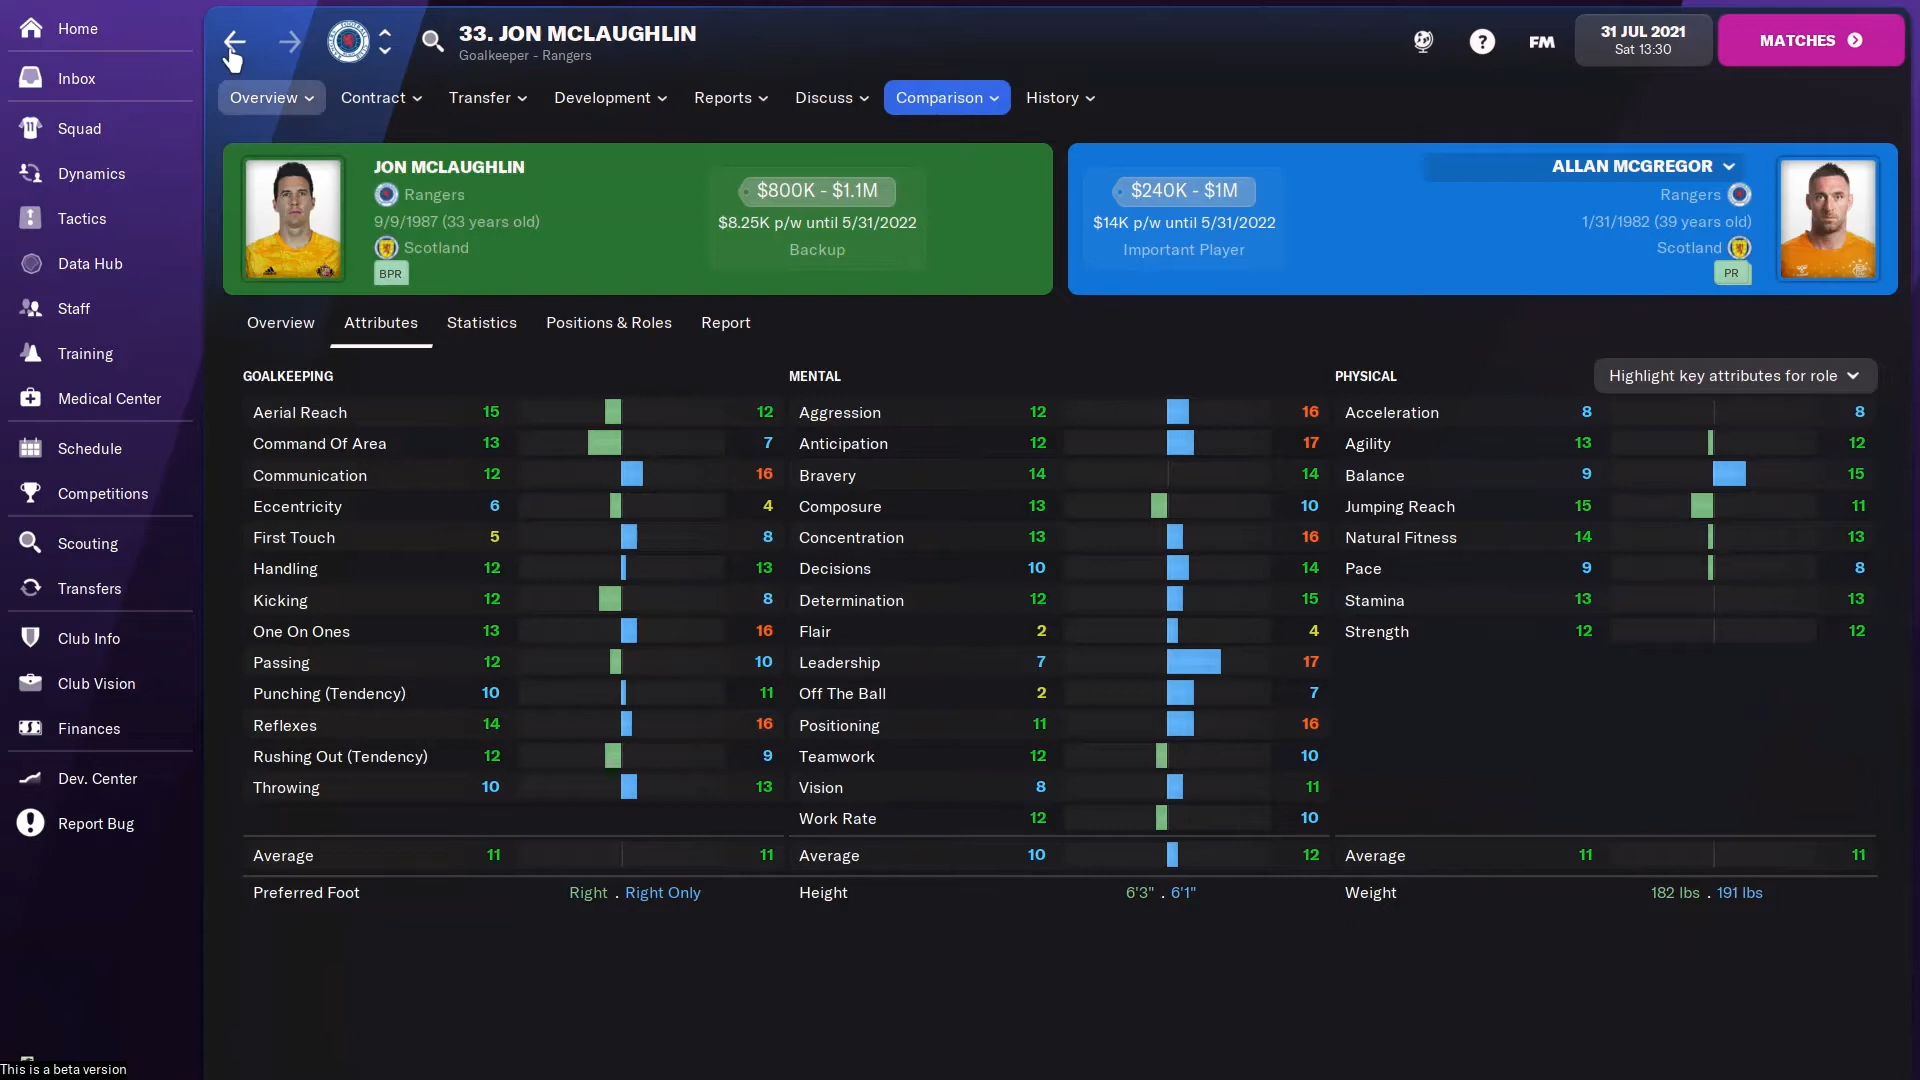 Home
Inbox
Squad
Dynamics
Tactics
Data Hub
Staff
Training
Medical Center
Schedule
Competitions
Scouting
Transfers
Club Info
Club Vision
Finances
Dev. Center
Report Bug
This is a beta version
33. JON MCLAUGHLIN
Goalkeeper - Rangers
FM
31 JUL 2021
Sat 13:30
MATCHES
Overview Contract Transfer Development Reports Discuss Comparison History
JON MCLAUGHLIN
Rangers
9/9/1987 (33 years old)
Scotland
BPR
$800K - $1.1M
$8.25K p/w until 5/31/2022
Backup
$240K - $1M
$14K p/w until 5/31/2022
Important Player
ALLAN MCGREGOR
Rangers
1/31/1982 (39 years old)
Scotland
PR
Overview Attributes Statistics Positions & Roles Report
Highlight key attributes for role
GOALKEEPING
Aerial Reach 15 12
Command Of Area 13 7
Communication 12 16
Eccentricity 6 4
First Touch 5 8
Handling 12 13
Kicking 12 8
One On Ones 13 16
Passing 12 10
Punching (Tendency) 10 11
Reflexes 14 16
Rushing Out (Tendency) 12 9
Throwing 10 13
Average 11 11
Preferred Foot Right . Right Only
MENTAL
Aggression 12 16
Anticipation 12 17
Bravery 14 14
Composure 13 10
Concentration 13 16
Decisions 10 14
Determination 12 15
Flair 2 4
Leadership 7 17
Off The Ball 2 7
Positioning 11 16
Teamwork 12 10
Vision 8 11
Work Rate 12 10
Average 10 12
Height 6'3" . 6'1"
PHYSICAL
Acceleration 8 8
Agility 13 12
Balance 9 15
Jumping Reach 15 11
Natural Fitness 14 13
Pace 9 8
Stamina 13 13
Strength 12 12
Average 11 11
Weight 182 lbs . 191 lbs